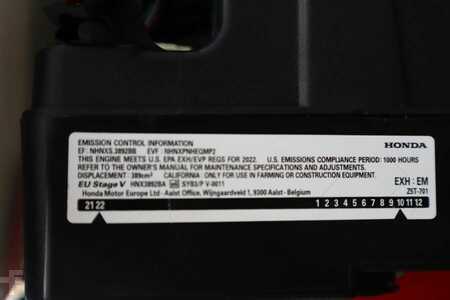 EMISSION CONTROL INFORMATION
HONDA
EF: NHNXS.3892BB EVF: NHNXPNHEQMP2
THIS ENGINE MEETS U.S. EPA EXH/EVP REGS FOR 2022. U.S. EMISSIONS COMPLIANCE PERIOD: 1000 HOURS
REFER TO OWNER'S MANUAL FOR MAINTENANCE SPECIFICATIONS AND ADJUSTMENTS.
DISPLACEMENT: 389cm³ CALIFORNIA: ONLY FOR USE IN FARMING OR CONSTRUCTION EQUIPMENT.
EU Stage V HNX3892BA SYB3/P V-0011 EXH : EM
Honda Motor Europe Ltd - Aalst Office, Wijngaardveld 1, 9300 Aalst - Belgium Z5T-701
21 22 1 2 3 4 5 6 7 8 9 10 11 12